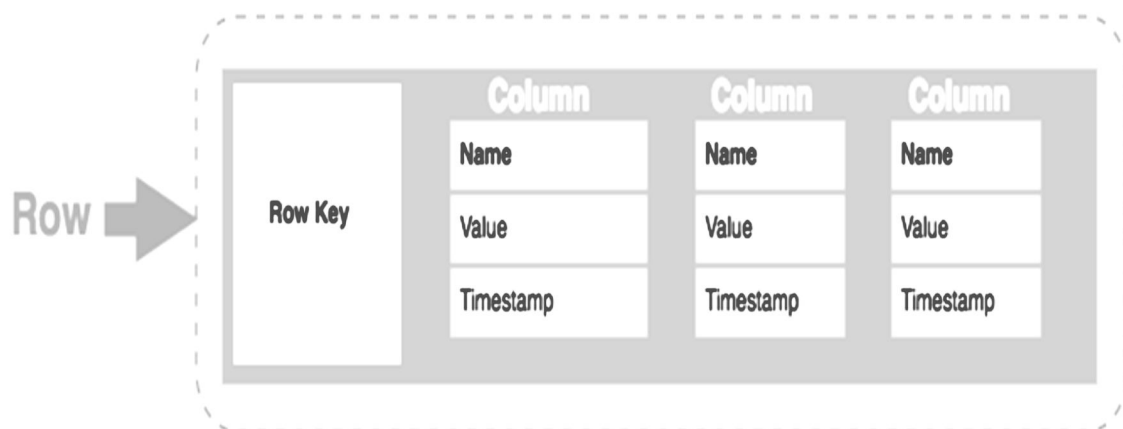 Column Column Column
Name Name Name
Row Row Key Value Value Value
Timestamp Timestamp Timestamp